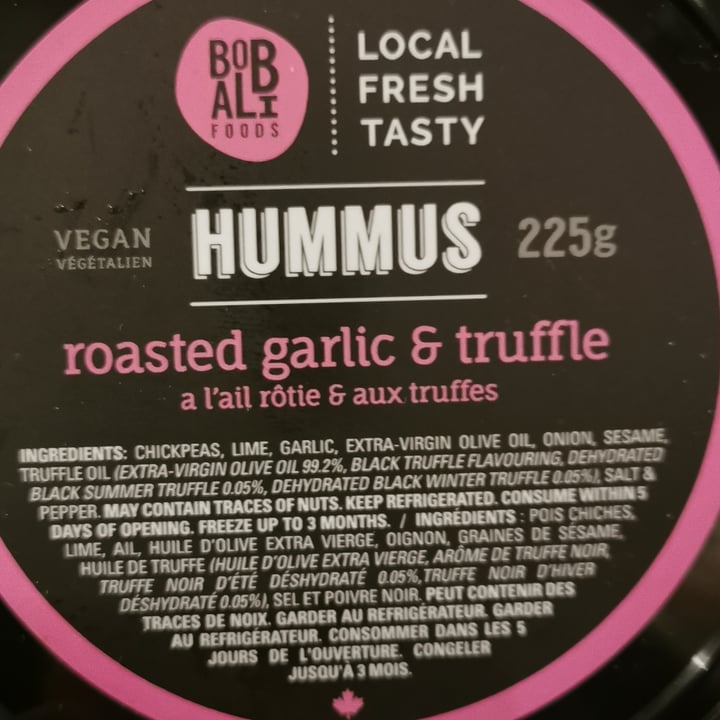 BOB
ALI
FOODS
LOCAL
FRESH
TASTY
VEGAN
VÉGÉTALIEN
HUMMUS
225g
roasted garlic & truffle
a l'ail rôtie & aux truffes
INGREDIENTS: CHICKPEAS, LIME, GARLIC, EXTRA-VIRGIN OLIVE OIL, ONION, SESAME,
TRUFFLE OIL (EXTRA-VIRGIN OLIVE OIL 99.2%, BLACK TRUFFLE FLAVOURING, DEHYDRATED
BLACK SUMMER TRUFFLE 0.05%, DEHYDRATED BLACK WINTER TRUFFLE 0.05%), SALT &
PEPPER. MAY CONTAIN TRACES OF NUTS. KEEP REFRIGERATED. CONSUME WITHIN 5
DAYS OF OPENING. FREEZE UP TO 3 MONTHS. / INGRÉDIENTS : POIS CHICHES,
LIME, AIL, HUILE D'OLIVE EXTRA VIERGE, OIGNON, GRAINES DE SÉSAME,
HUILE DE TRUFFE (HUILE D'OLIVE EXTRA VIERGE, ARÔME DE TRUFFE NOIR,
TRUFFE NOIR D'ÉTÉ DÉSHYDRATÉ 0.05%, TRUFFE NOIR D'HIVER
DÉSHYDRATÉ 0.05%), SEL ET POIVRE NOIR. PEUT CONTENIR DES
TRACES DE NOIX. GARDER AU RÉFRIGÉRATEUR. GARDER
AU REFRIGÉRATEUR. CONSOMMER DANS LES 5
JOURS DE L'OUVERTURE. CONGELER
JUSQU'À 3 MOIS.